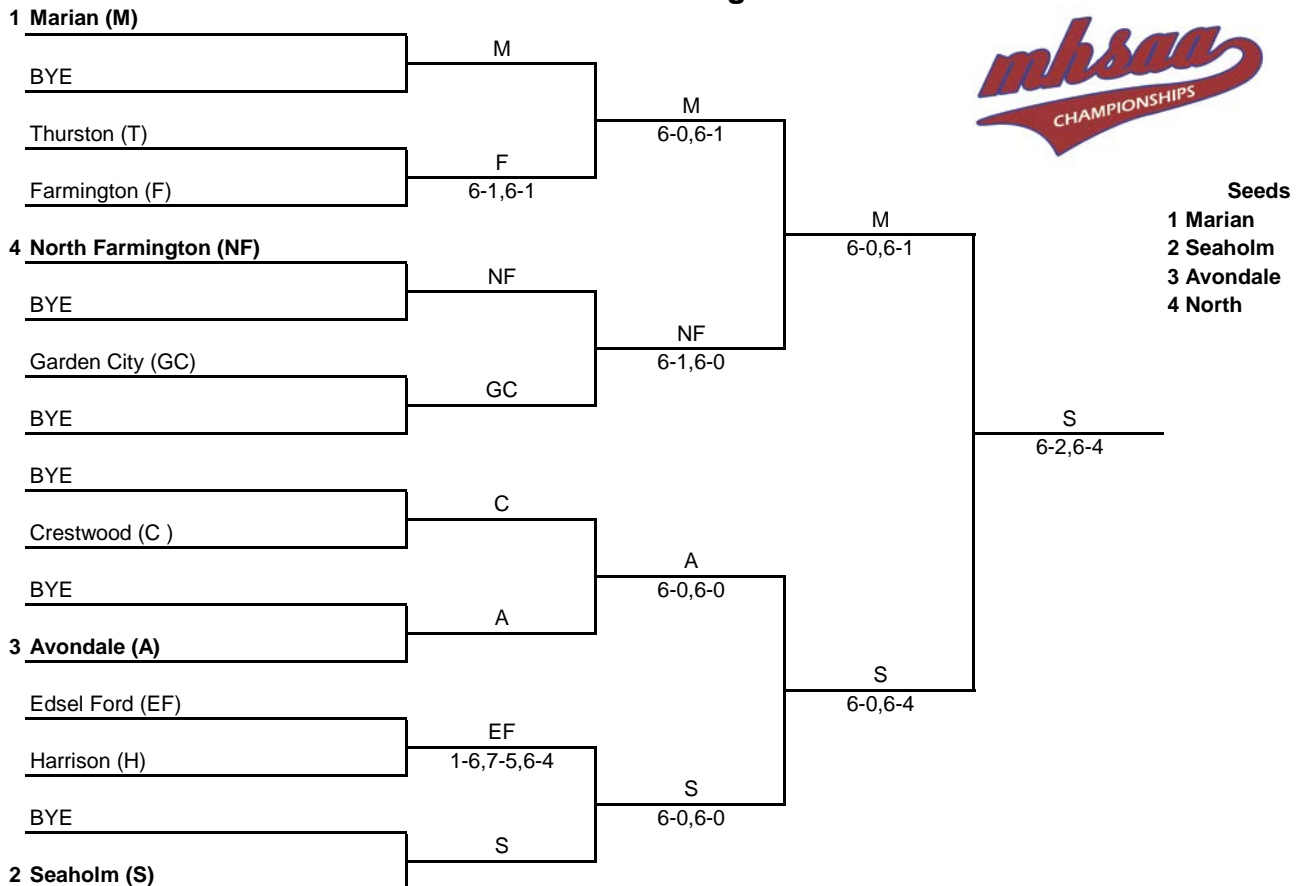 1 Marian (M)
M
BYE
M
6-0,6-1
Thurston (T)
F
6-1,6-1
Farmington (F)
M
6-0,6-1
4 North Farmington (NF)
NF
BYE
NF
6-1,6-0
Garden City (GC)
GC
BYE
S
6-2,6-4
BYE
C
Crestwood (C )
A
6-0,6-0
BYE
A
3 Avondale (A)
S
6-0,6-4
Edsel Ford (EF)
EF
1-6,7-5,6-4
Harrison (H)
S
6-0,6-0
BYE
S
2 Seaholm (S)
mhsaa
CHAMPIONSHIPS
Seeds
1 Marian
2 Seaholm
3 Avondale
4 North